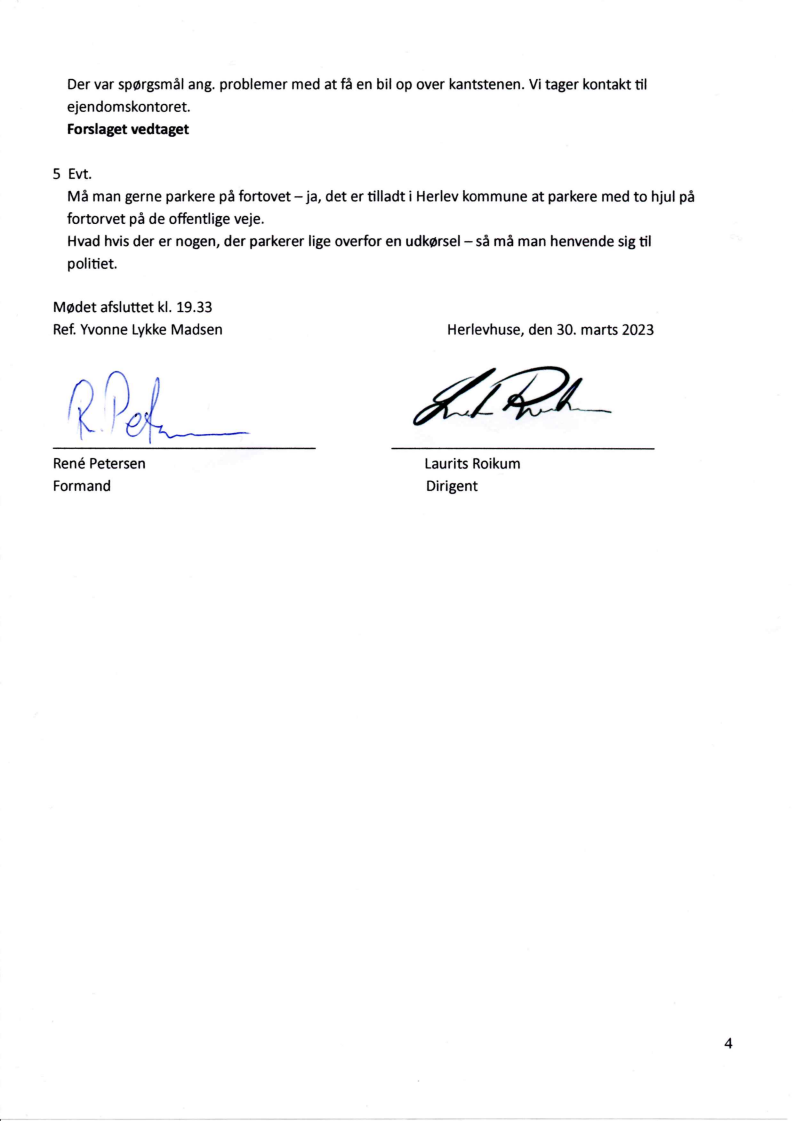 Der var spørgsmål ang. problemer med at få en bil op over kantstenen. Vi tager kontakt til
ejendomskontoret.
Forslaget vedtaget
5 Evt.
Må man gerne parkere på fortovet – ja, det er tilladt i Herlev kommune at parkere med to hjul på
fortorvet på de offentlige veje.
Hvad hvis der er nogen, der parkerer lige overfor en udkørsel – så må man henvende sig til
politiet.
Mødet afsluttet kl. 19.33
Ref. Yvonne Lykke Madsen Herlevhuse, den 30. marts 2023
R. Petersen
René Petersen Laurits Roikum
Formand Dirigent
4